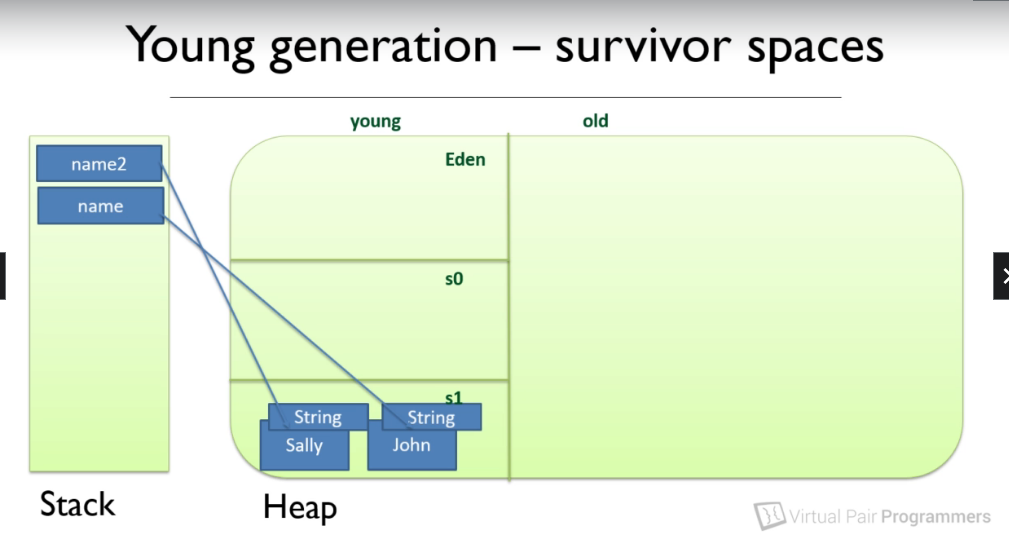 Young generation – survivor spaces
young
old
name2
name
Eden
s0
s1
String
String
Sally
John
Stack
Heap
Virtual Pair Programmers